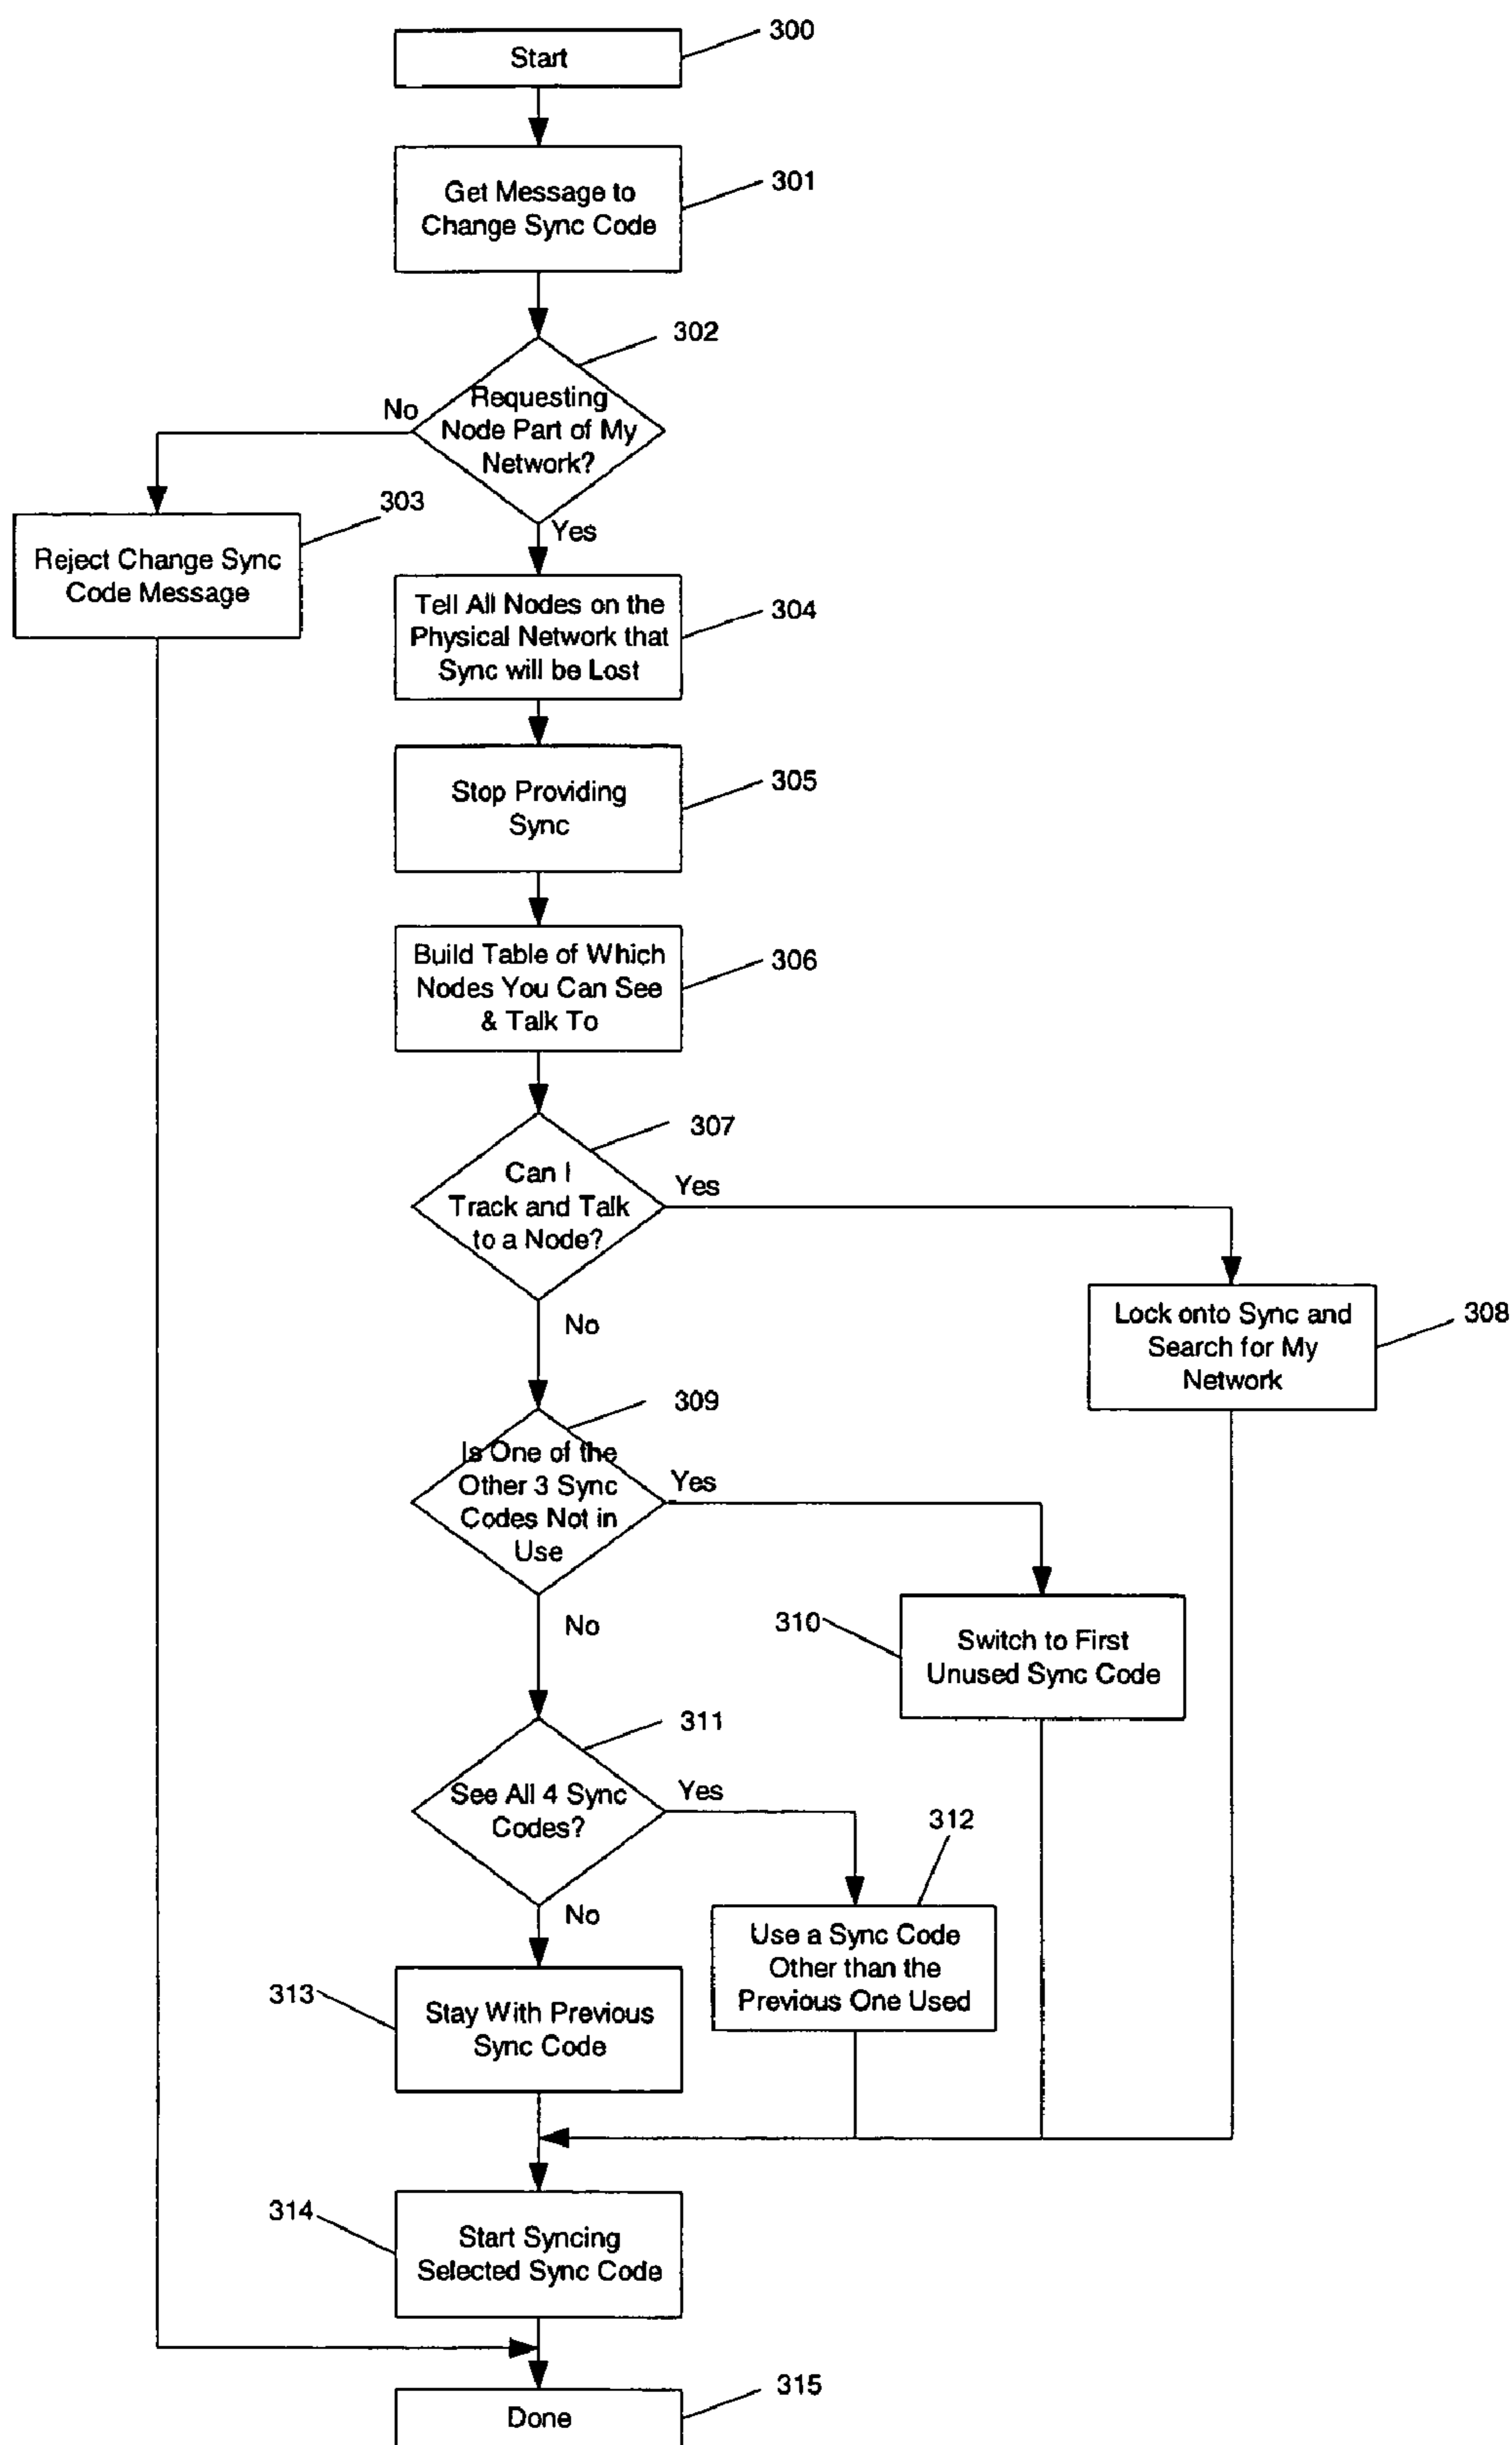 Start
300
Get Message to
Change Sync Code
301
302
Requesting
Node Part of My
Network?
No
Yes
303
Reject Change Sync
Code Message
Tell All Nodes on the
Physical Network that
Sync will be Lost
304
Stop Providing
Sync
305
Build Table of Which
Nodes You Can See
& Talk To
306
307
Can I
Track and Talk
to a Node?
Yes
No
Lock onto Sync and
Search for My
Network
308
309
Is One of the
Other 3 Sync
Codes Not in
Use
Yes
No
310
Switch to First
Unused Sync Code
311
See All 4 Sync
Codes?
Yes
No
312
Use a Sync Code
Other than the
Previous One Used
313
Stay With Previous
Sync Code
314
Start Syncing
Selected Sync Code
315
Done